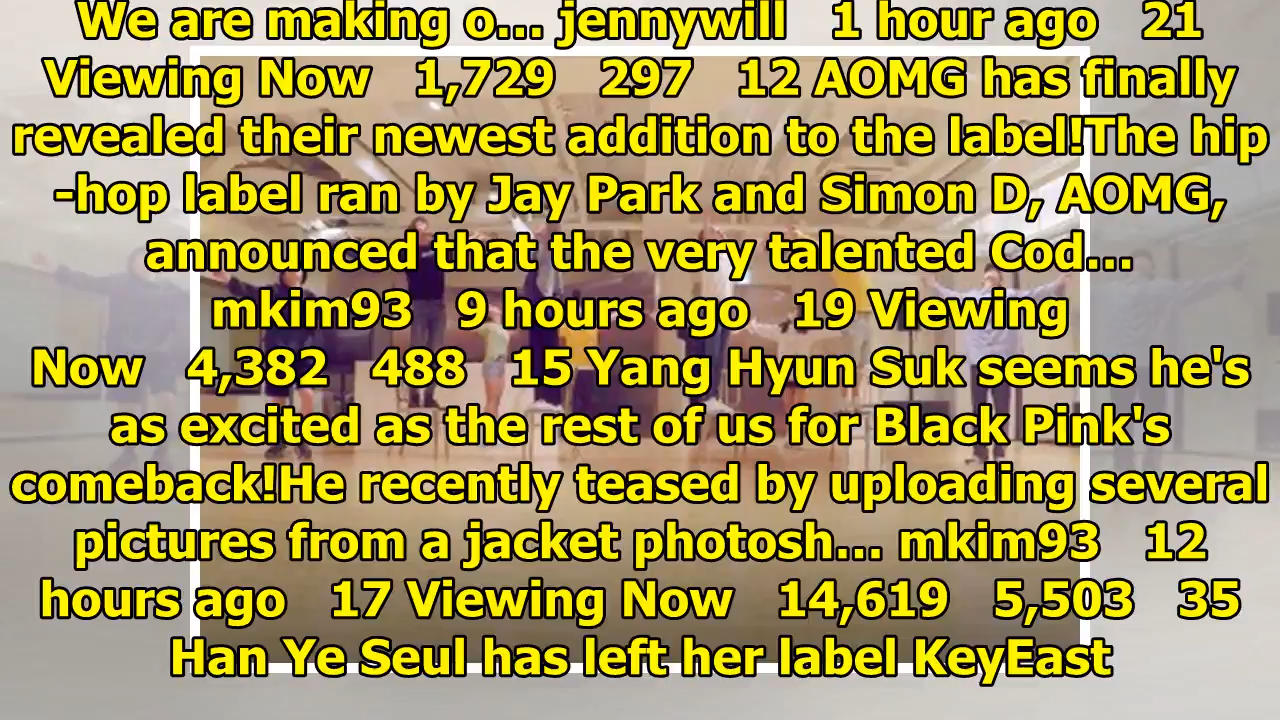 We are making o... jennywill 1 hour ago 21
Viewing Now 1,729 297 12 AOMG has finally
revealed their newest addition to the label!The hip
-hop label ran by Jay Park and Simon D, AOMG,
announced that the very talented Cod...
mkim93 9 hours ago 19 Viewing
Now 4,382 488 15 Yang Hyun Suk seems he's
as excited as the rest of us for Black Pink's
comeback!He recently teased by uploading several
pictures from a jacket photosh... mkim93 12
hours ago 17 Viewing Now 14,619 5,503 35
Han Ye Seul has left her label KeyEast